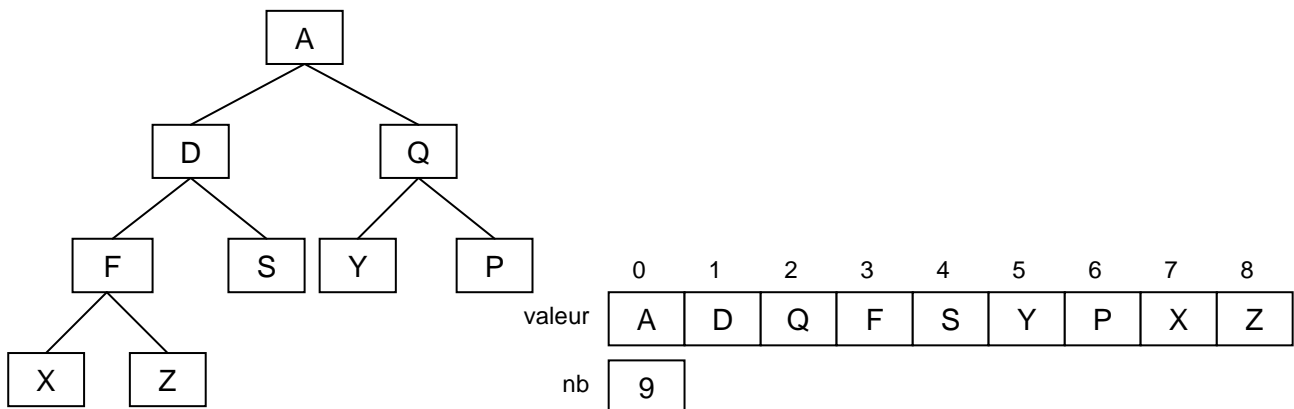 A
D Q
F S Y P
X Z
0 1 2 3 4 5 6 7 8
valeur A D Q F S Y P X Z
nb 9